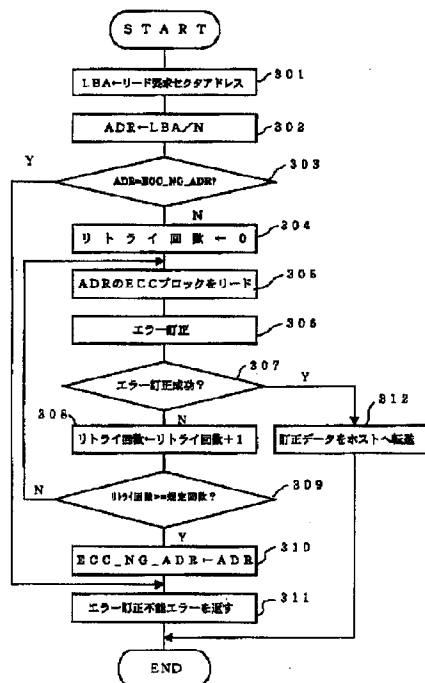 START
LBA←リード要求セクタアドレス
301
ADR←LBA/N
302
Y
303
ADR=ECC_NG_ADR?
N
304
リトライ回数←0
305
ADRのECCブロックをリード
306
エラー訂正
307
エラー訂正成功?
Y
308
N
312
リトライ回数←リトライ回数+1
訂正データをホストへ転送
N
309
リトライ回数>=規定回数?
Y
310
ECC_NG_ADR←ADR
311
エラー訂正不能エラーを返す
END